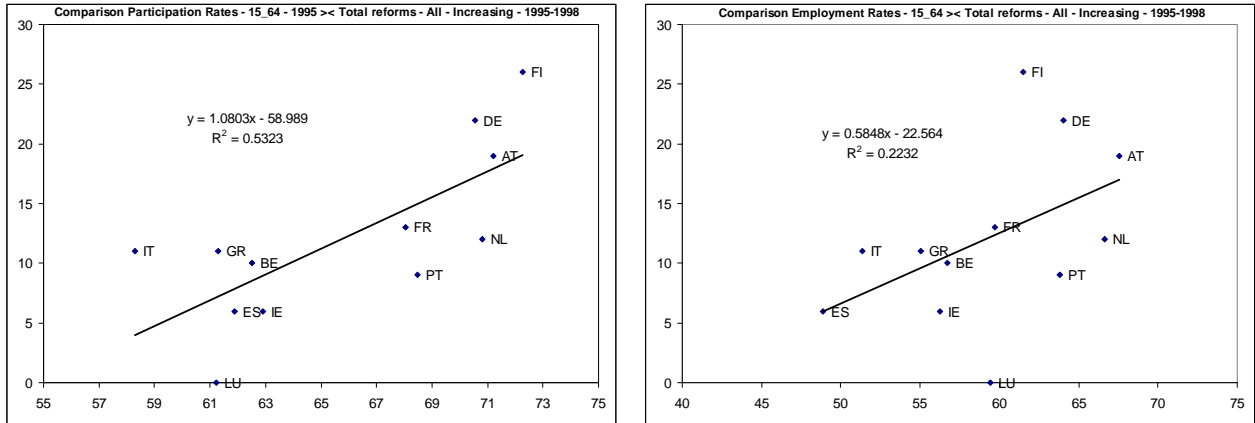 Comparison Participation Rates - 15_64 - 1995 >< Total reforms - All - Increasing - 1995-1998
30
25
20
15
10
5
0
y = 1.0803x - 58.989
R² = 0.5323
FI
DE
AT
FR
NL
IT
GR
BE
PT
ES
IE
LU
55 57 59 61 63 65 67 69 71 73 75
Comparison Employment Rates - 15_64 >< Total reforms - All - Increasing - 1995-1998
30
25
20
15
10
5
0
y = 0.5848x - 22.564
R² = 0.2232
FI
DE
AT
FR
NL
IT
GR
BE
PT
ES
IE
LU
40 45 50 55 60 65 70 75